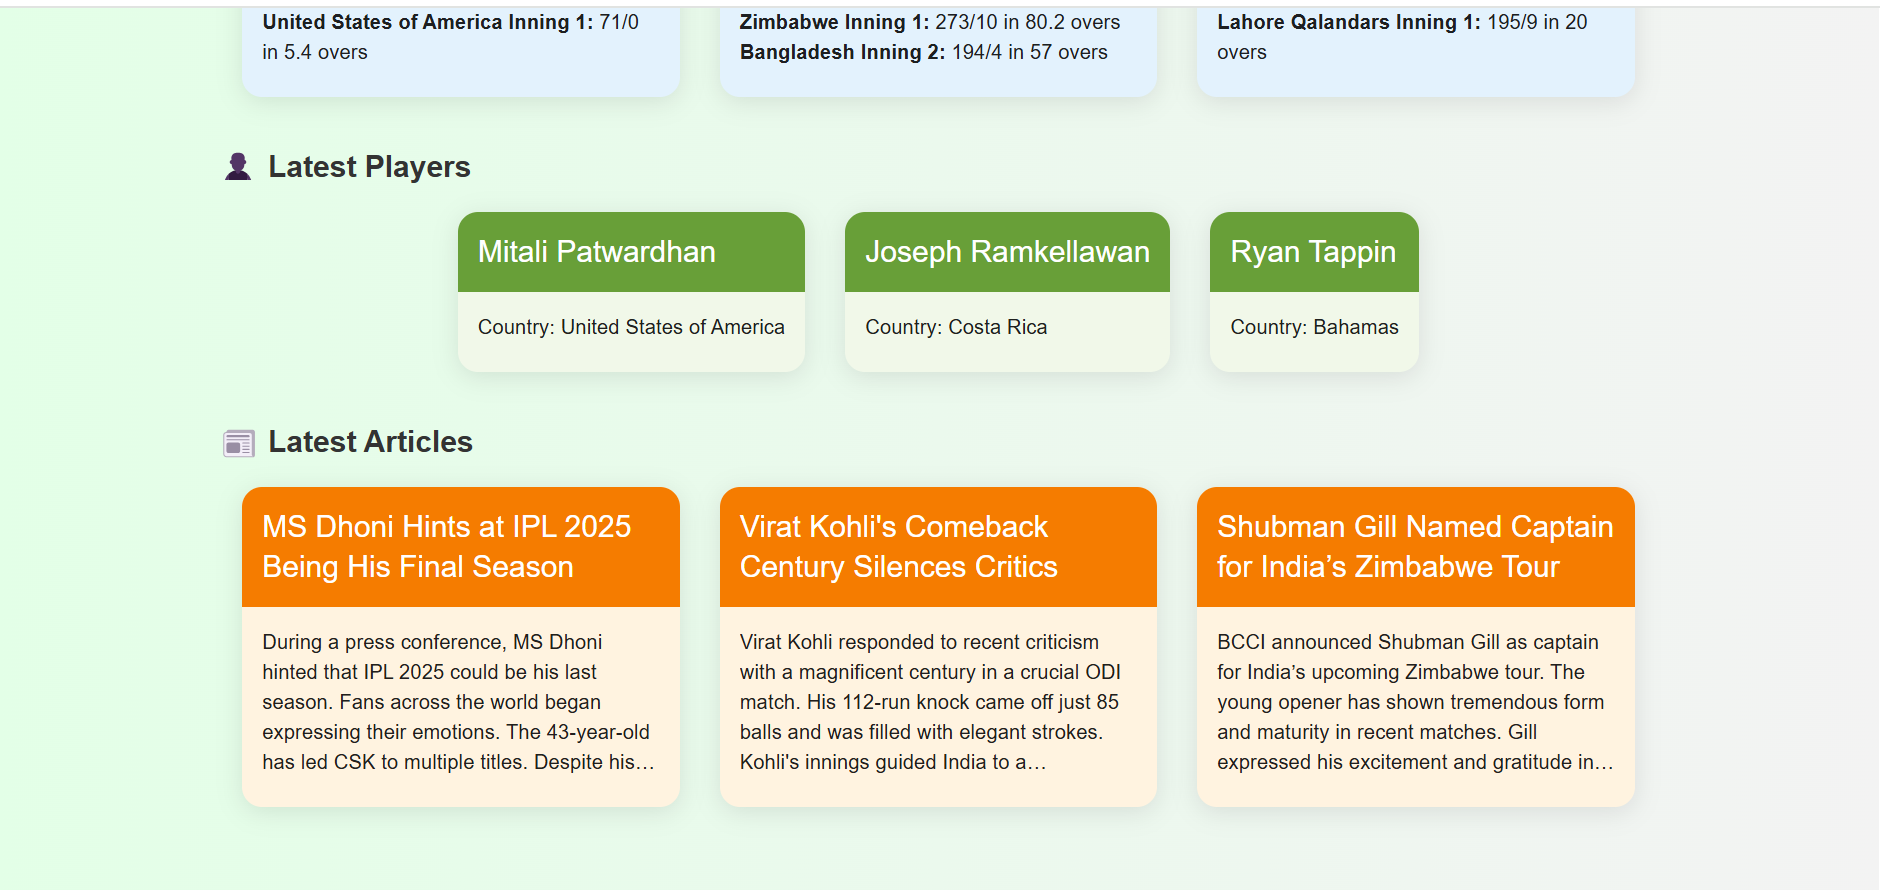 United States of America Inning 1: 71/0
in 5.4 overs
Zimbabwe Inning 1: 273/10 in 80.2 overs
Bangladesh Inning 2: 194/4 in 57 overs
Lahore Qalandars Inning 1: 195/9 in 20
overs
Latest Players
Mitali Patwardhan
Country: United States of America
Joseph Ramkellawan
Country: Costa Rica
Ryan Tappin
Country: Bahamas
Latest Articles
MS Dhoni Hints at IPL 2025
Being His Final Season
During a press conference, MS Dhoni
hinted that IPL 2025 could be his last
season. Fans across the world began
expressing their emotions. The 43-year-old
has led CSK to multiple titles. Despite his…
Virat Kohli's Comeback
Century Silences Critics
Virat Kohli responded to recent criticism
with a magnificent century in a crucial ODI
match. His 112-run knock came off just 85
balls and was filled with elegant strokes.
Kohli's innings guided India to a…
Shubman Gill Named Captain
for India’s Zimbabwe Tour
BCCI announced Shubman Gill as captain
for India’s upcoming Zimbabwe tour. The
young opener has shown tremendous form
and maturity in recent matches. Gill
expressed his excitement and gratitude in…